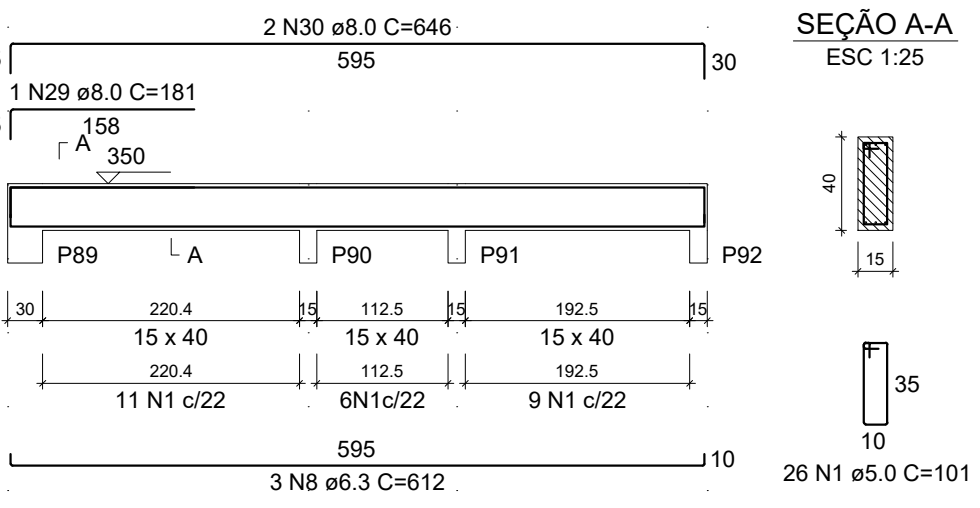 2 N30 ø8.0 C=646
595
30
1 N29 ø8.0 C=181
158
A
350
P89
A
P90
P91
P92
30 220.4 15 112.5 15 192.5 15
15 x 40 15 x 40 15 x 40
220.4 112.5 192.5
11 N1 c/22 6N1c/22 9 N1 c/22
595
10
3 N8 ø6.3 C=612
SEÇÃO A-A
ESC 1:25
40
15
35
10
26 N1 ø5.0 C=101